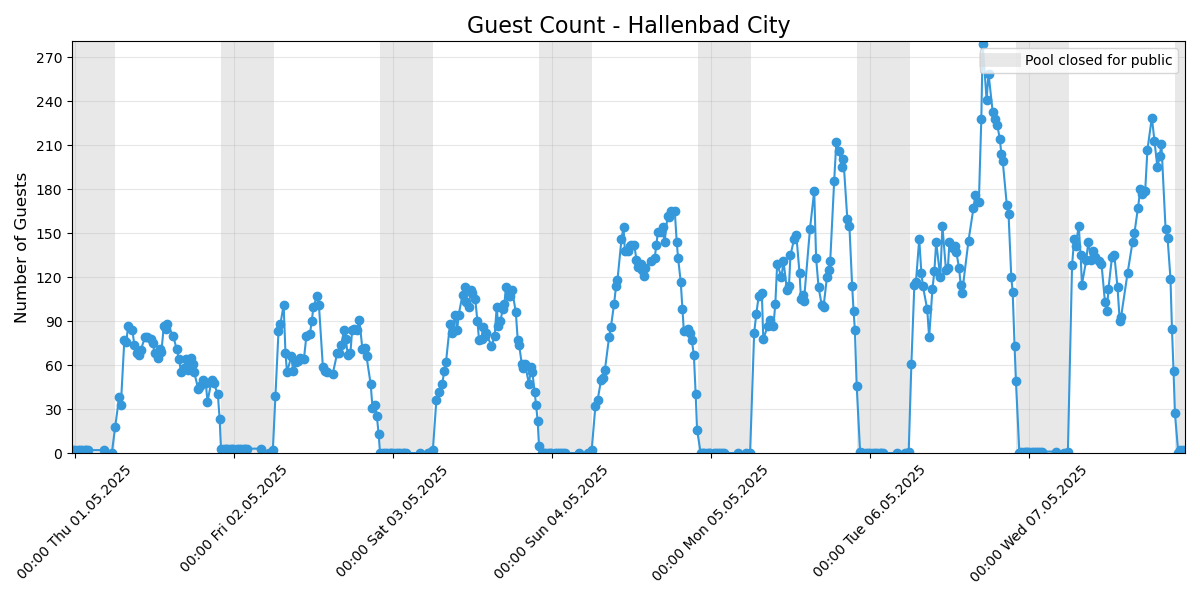 Guest Count - Hallenbad City
Pool closed for public
Number of Guests
270
240
210
180
150
120
90
60
30
0
00:00 Thu 01.05.2025
00:00 Fri 02.05.2025
00:00 Sat 03.05.2025
00:00 Sun 04.05.2025
00:00 Mon 05.05.2025
00:00 Tue 06.05.2025
00:00 Wed 07.05.2025